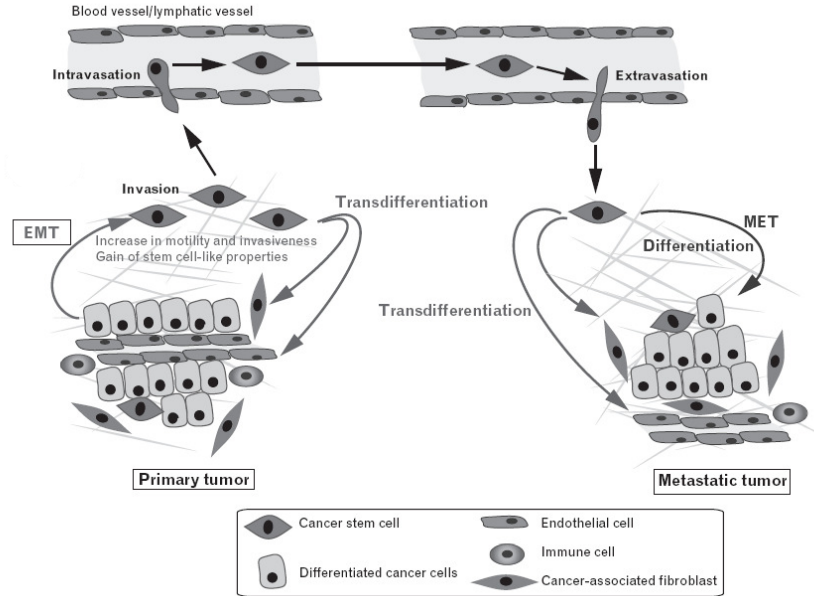 Blood vessel/lymphatic vessel
Intravasation
Extravasation
Invasion
EMT
Increase in motility and invasiveness
Gain of stem cell-like properties
Transdifferentiation
MET
Differentiation
Transdifferentiation
Primary tumor
Metastatic tumor
Cancer stem cell
Endothelial cell
Immune cell
Differentiated cancer cells
Cancer-associated fibroblast